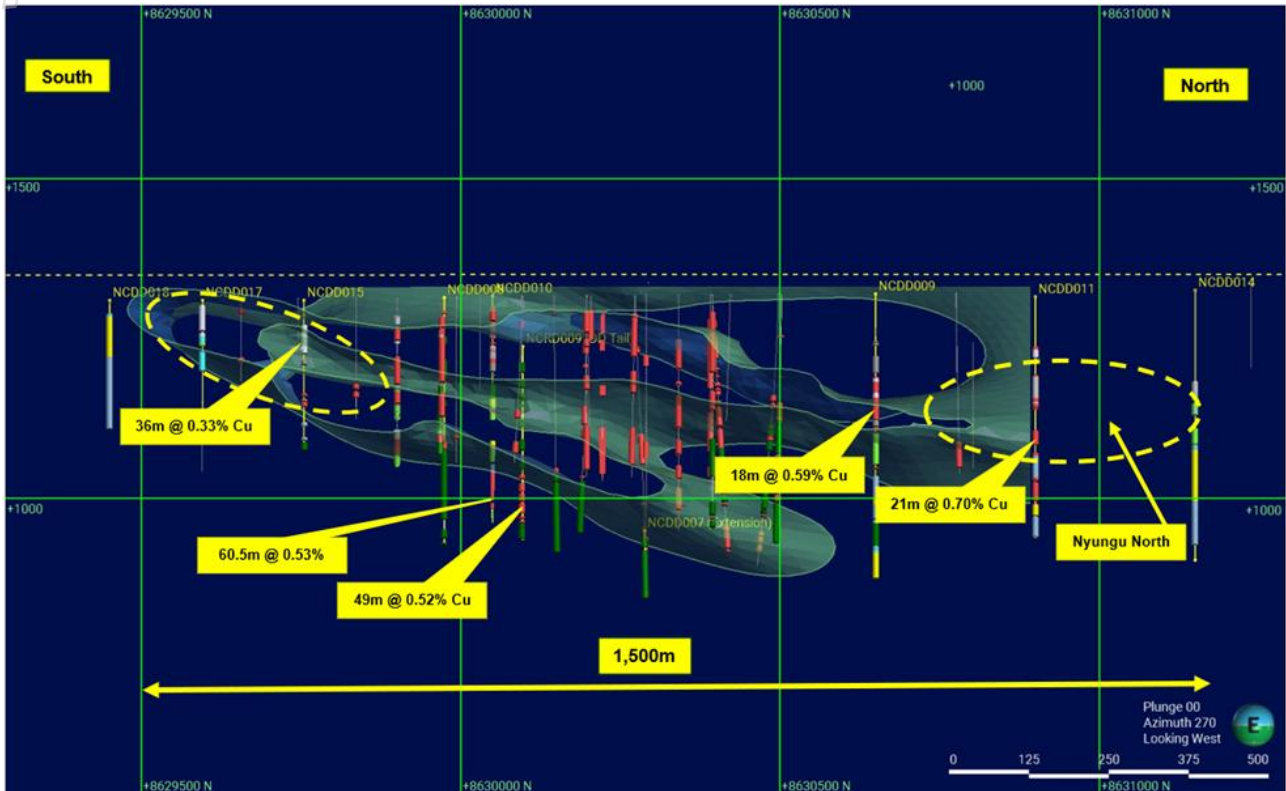 +8629500 N
+8630000 N
+8630500 N
+8631000 N
South
+1000
North
+1500
+1500
NCDD018
NCDD017
NCDD015
NCDD010
NCDD009
NCDD011
NCDD014
36m @ 0.33% Cu
18m @ 0.59% Cu
21m @ 0.70% Cu
+1000
+1000
NCDD007 (Extension)
Nyungu North
60.5m @ 0.53%
49m @ 0.52% Cu
1,500m
Plunge 00
Azimuth 270
Looking West
E
0 125 250 375 500
+8629500 N
+8630000 N
+8630500 N
+8631000 N